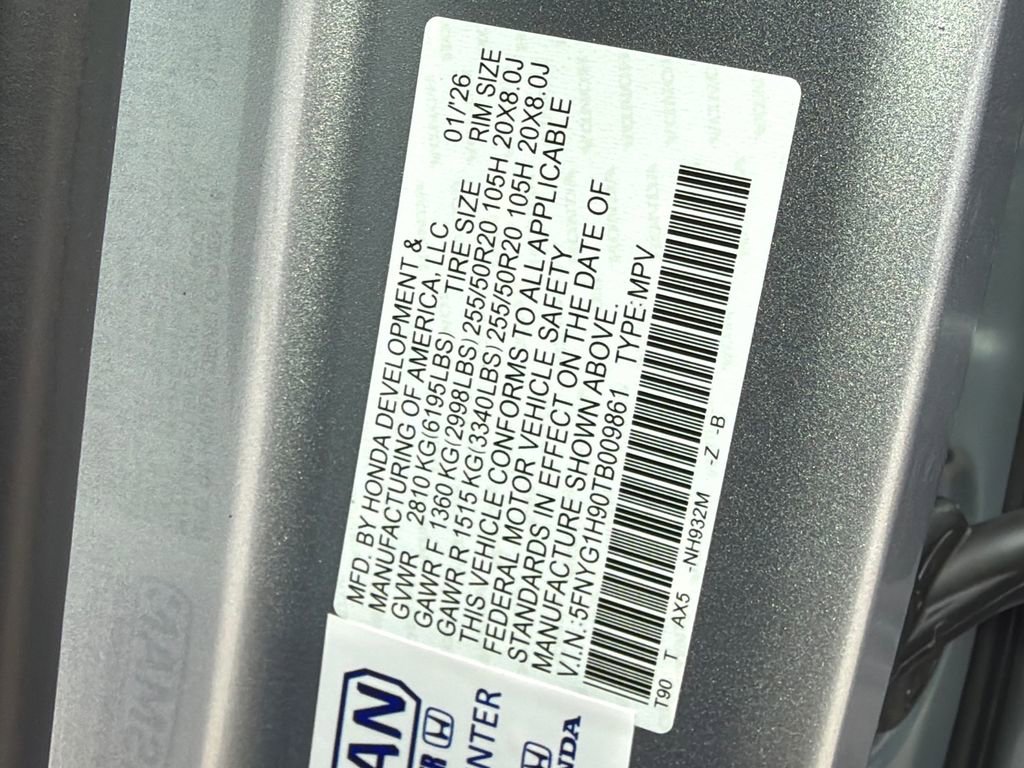 MFD. BY HONDA DEVELOPMENT &
MANUFACTURING OF AMERICA, LLC 01/'26
GVWR 2810 KG(6195LBS) TIRE SIZE RIM SIZE
GAWR F 1360 KG(2998LBS) 255/50R20 105H 20X8.0J
GAWR R 1515 KG(3340LBS) 255/50R20 105H 20X8.0J
THIS VEHICLE CONFORMS TO ALL APPLICABLE
FEDERAL MOTOR VEHICLE SAFETY
STANDARDS IN EFFECT ON THE DATE OF
MANUFACTURE SHOWN ABOVE.
V.I.N.:5FNYG1H90TB009861 TYPE:MPV
T90 T AX5 -NH932M -Z -B
AN
R
NTER
NDA